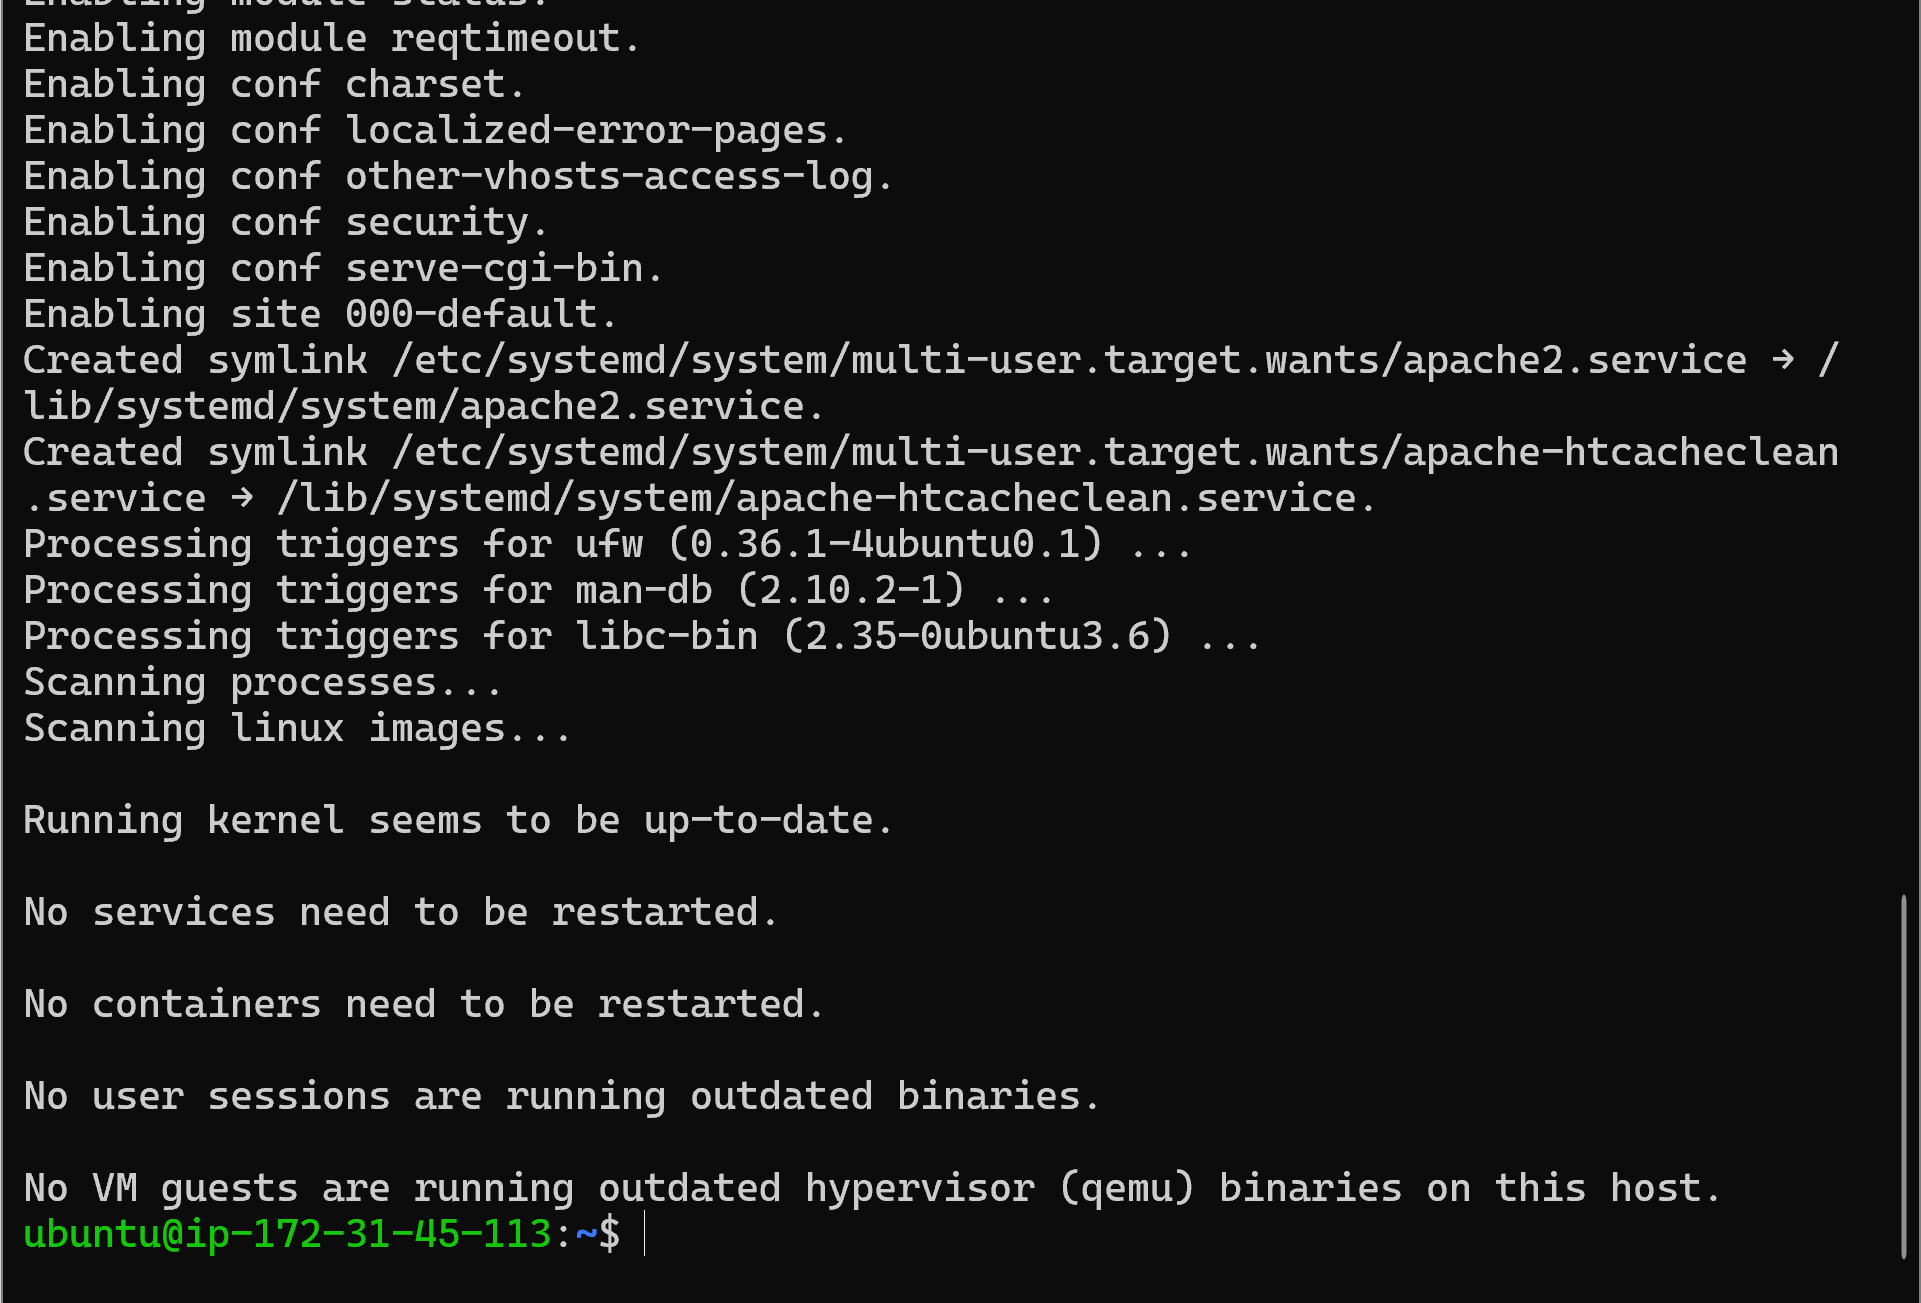 Enabling module status.
Enabling module reqtimeout.
Enabling conf charset.
Enabling conf localized-error-pages.
Enabling conf other-vhosts-access-log.
Enabling conf security.
Enabling conf serve-cgi-bin.
Enabling site 000-default.
Created symlink /etc/systemd/system/multi-user.target.wants/apache2.service → /
lib/systemd/system/apache2.service.
Created symlink /etc/systemd/system/multi-user.target.wants/apache-htcacheclean
.service → /lib/systemd/system/apache-htcacheclean.service.
Processing triggers for ufw (0.36.1-4ubuntu0.1) ...
Processing triggers for man-db (2.10.2-1) ...
Processing triggers for libc-bin (2.35-0ubuntu3.6) ...
Scanning processes...
Scanning linux images...
Running kernel seems to be up-to-date.
No services need to be restarted.
No containers need to be restarted.
No user sessions are running outdated binaries.
No VM guests are running outdated hypervisor (qemu) binaries on this host.
ubuntu@ip-172-31-45-113:~$